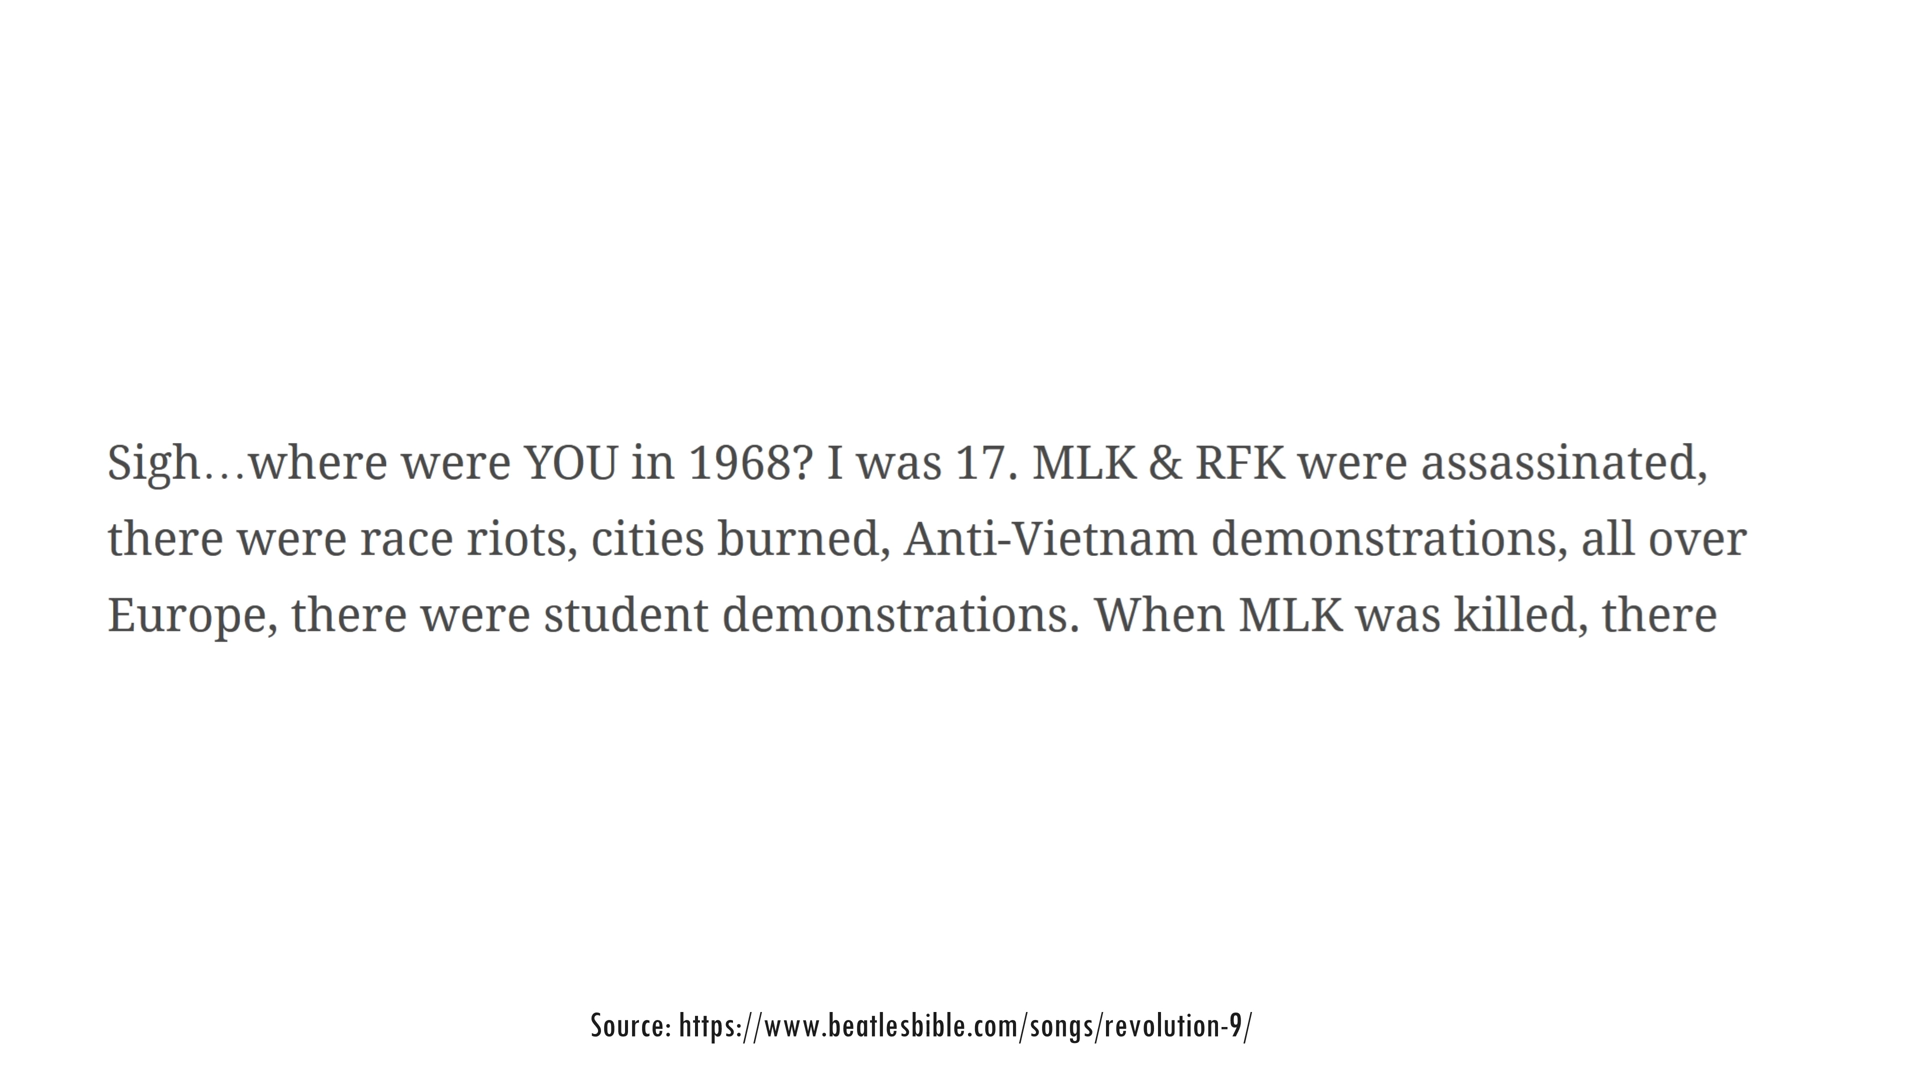 Sigh…where were YOU in 1968? I was 17. MLK & RFK were assassinated,
there were race riots, cities burned, Anti-Vietnam demonstrations, all over
Europe, there were student demonstrations. When MLK was killed, there
Source: https://www.beatlesbible.com/songs/revolution-9/